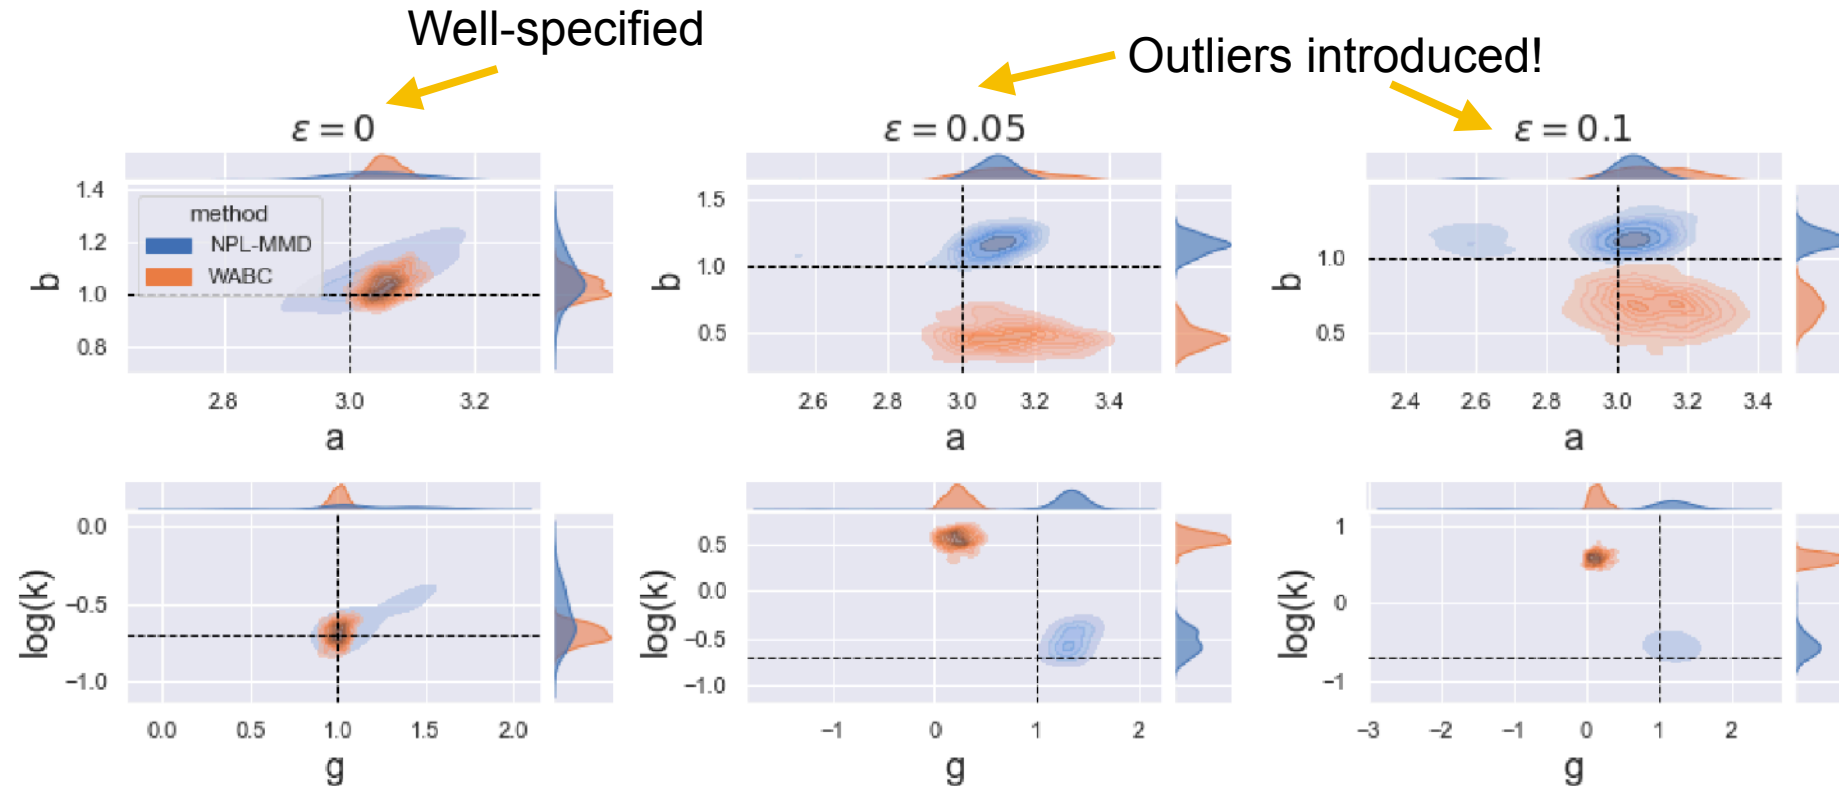 Well-specified
Outliers introduced!
ε = 0
ε = 0.05
ε = 0.1
method
NPL-MMD
WABC
b
1.4
1.2
1.0
0.8
2.8 3.0 3.2
a
b
1.5
1.0
0.5
2.6 2.8 3.0 3.2 3.4
a
b
1.0
0.5
2.4 2.6 2.8 3.0 3.2 3.4
a
log(k)
0.0
−0.5
−1.0
0.0 0.5 1.0 1.5 2.0
g
log(k)
0.5
0.0
−0.5
−1.0
−1 0 1 2
g
log(k)
1
0
−1
−3 −2 −1 0 1 2
g